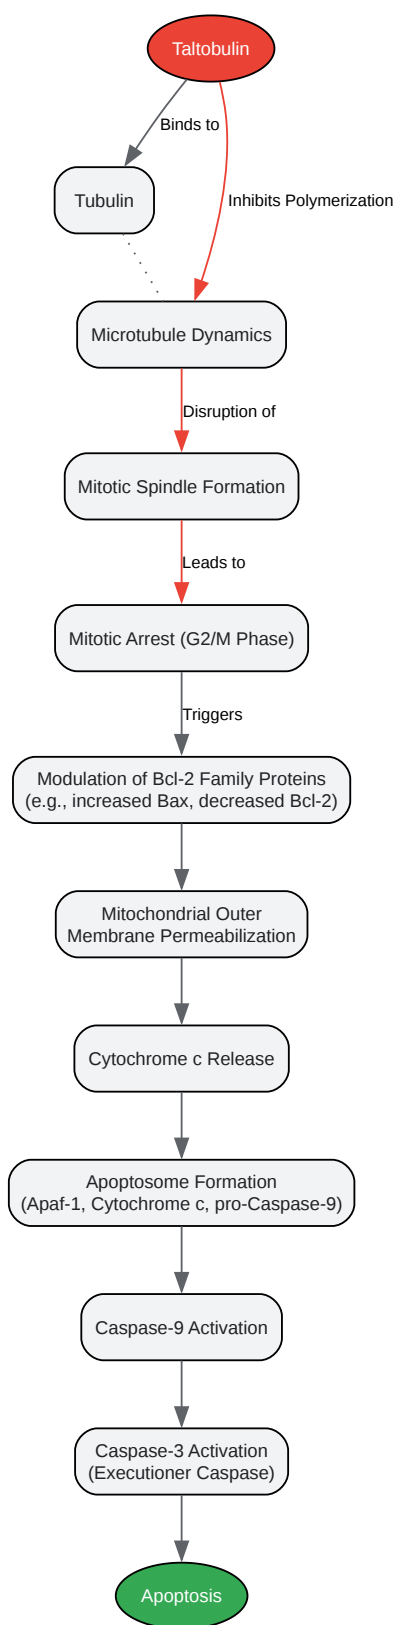 Taltobulin
Binds to
Tubulin
Inhibits Polymerization
Microtubule Dynamics
Disruption of
Mitotic Spindle Formation
Leads to
Mitotic Arrest (G2/M Phase)
Triggers
Modulation of Bcl-2 Family Proteins
(e.g., increased Bax, decreased Bcl-2)
Mitochondrial Outer
Membrane Permeabilization
Cytochrome c Release
Apoptosome Formation
(Apaf-1, Cytochrome c, pro-Caspase-9)
Caspase-9 Activation
Caspase-3 Activation
(Executioner Caspase)
Apoptosis